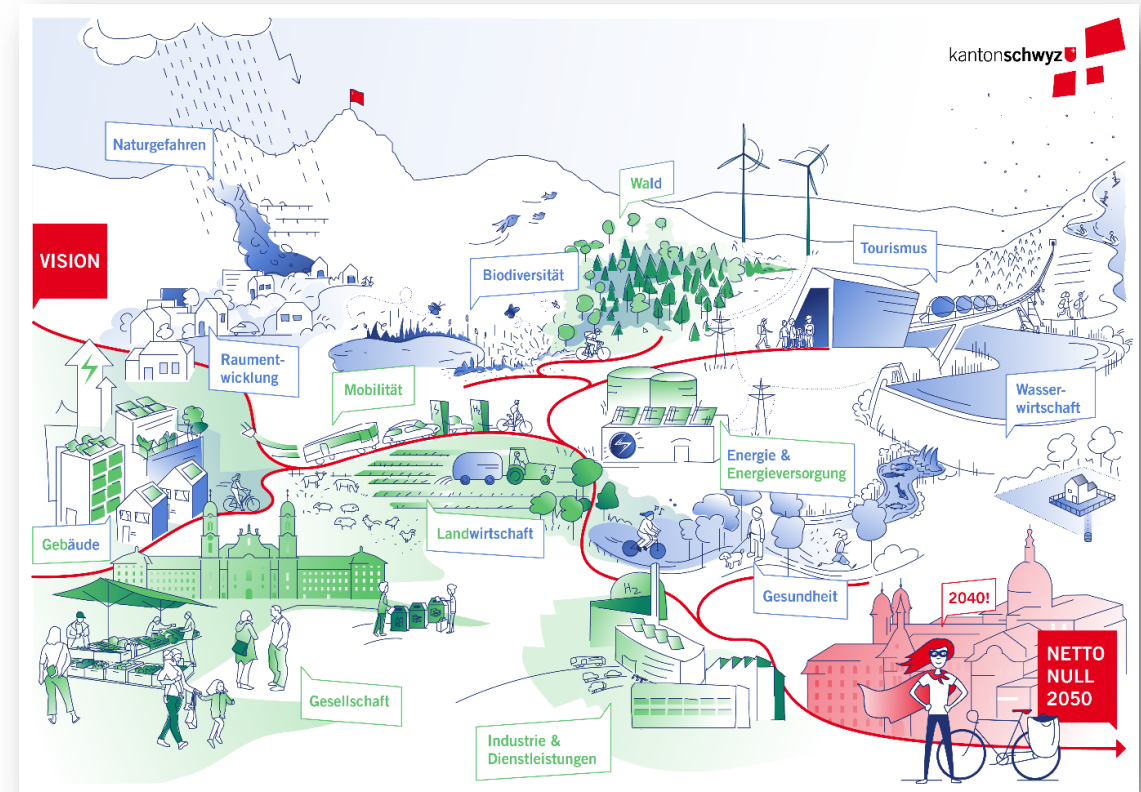 kantonschwyz
Naturgefahren
Wald
VISION
Tourismus
Biodiversität
Raument-
wicklung
Mobilität
H₂
Wasser-
wirtschaft
Energie &
Energieversorgung
Gebäude
Landwirtschaft
H₂
Gesundheit
2040!
NETTO
NULL
2050
Gesellschaft
Industrie &
Dienstleistungen